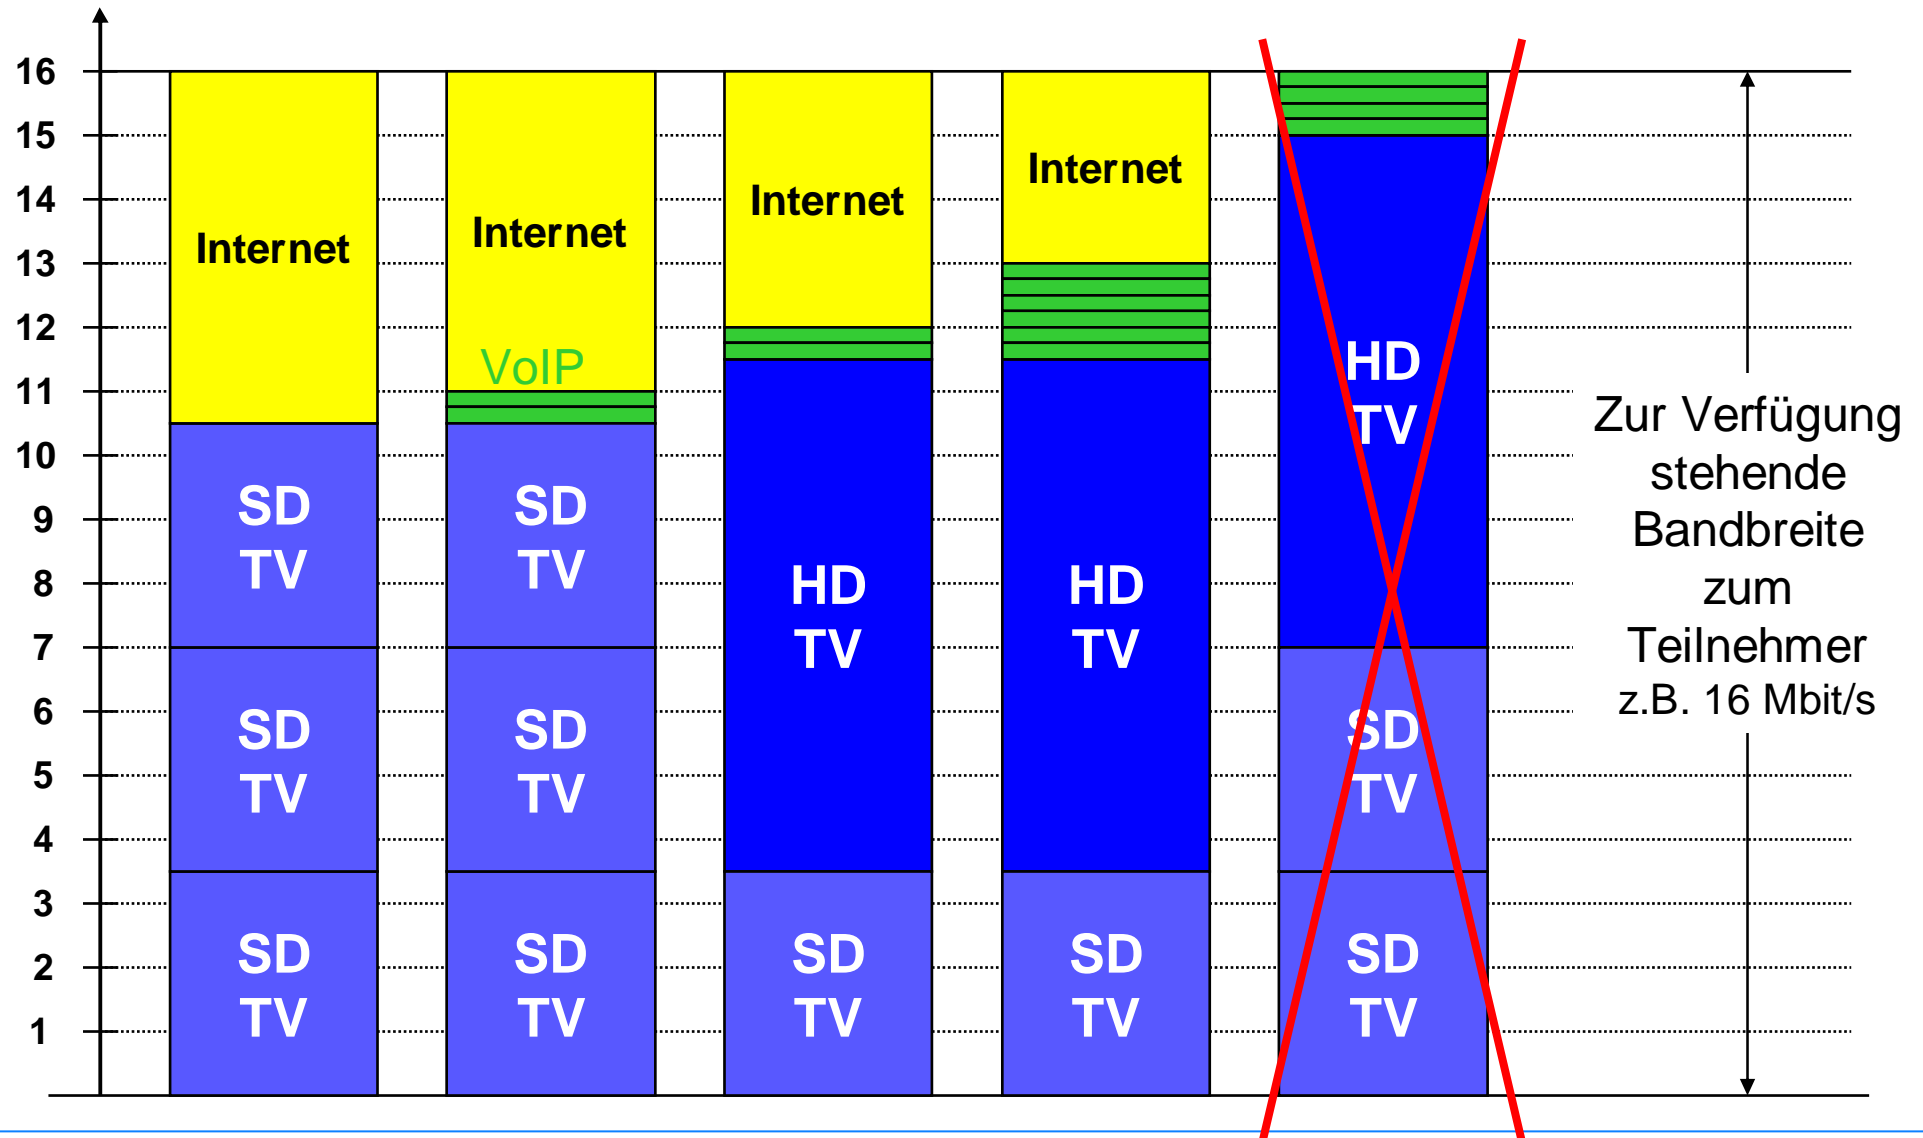 16
15
14
13
12
11
10
9
8
7
6
5
4
3
2
1
Internet
SD
TV
SD
TV
SD
TV
Internet
VoIP
SD
TV
SD
TV
SD
TV
Internet
HD
TV
SD
TV
Internet
HD
TV
SD
TV
HD
TV
SD
TV
SD
TV
Zur Verfügung
stehende
Bandbreite
zum
Teilnehmer
z.B. 16 Mbit/s